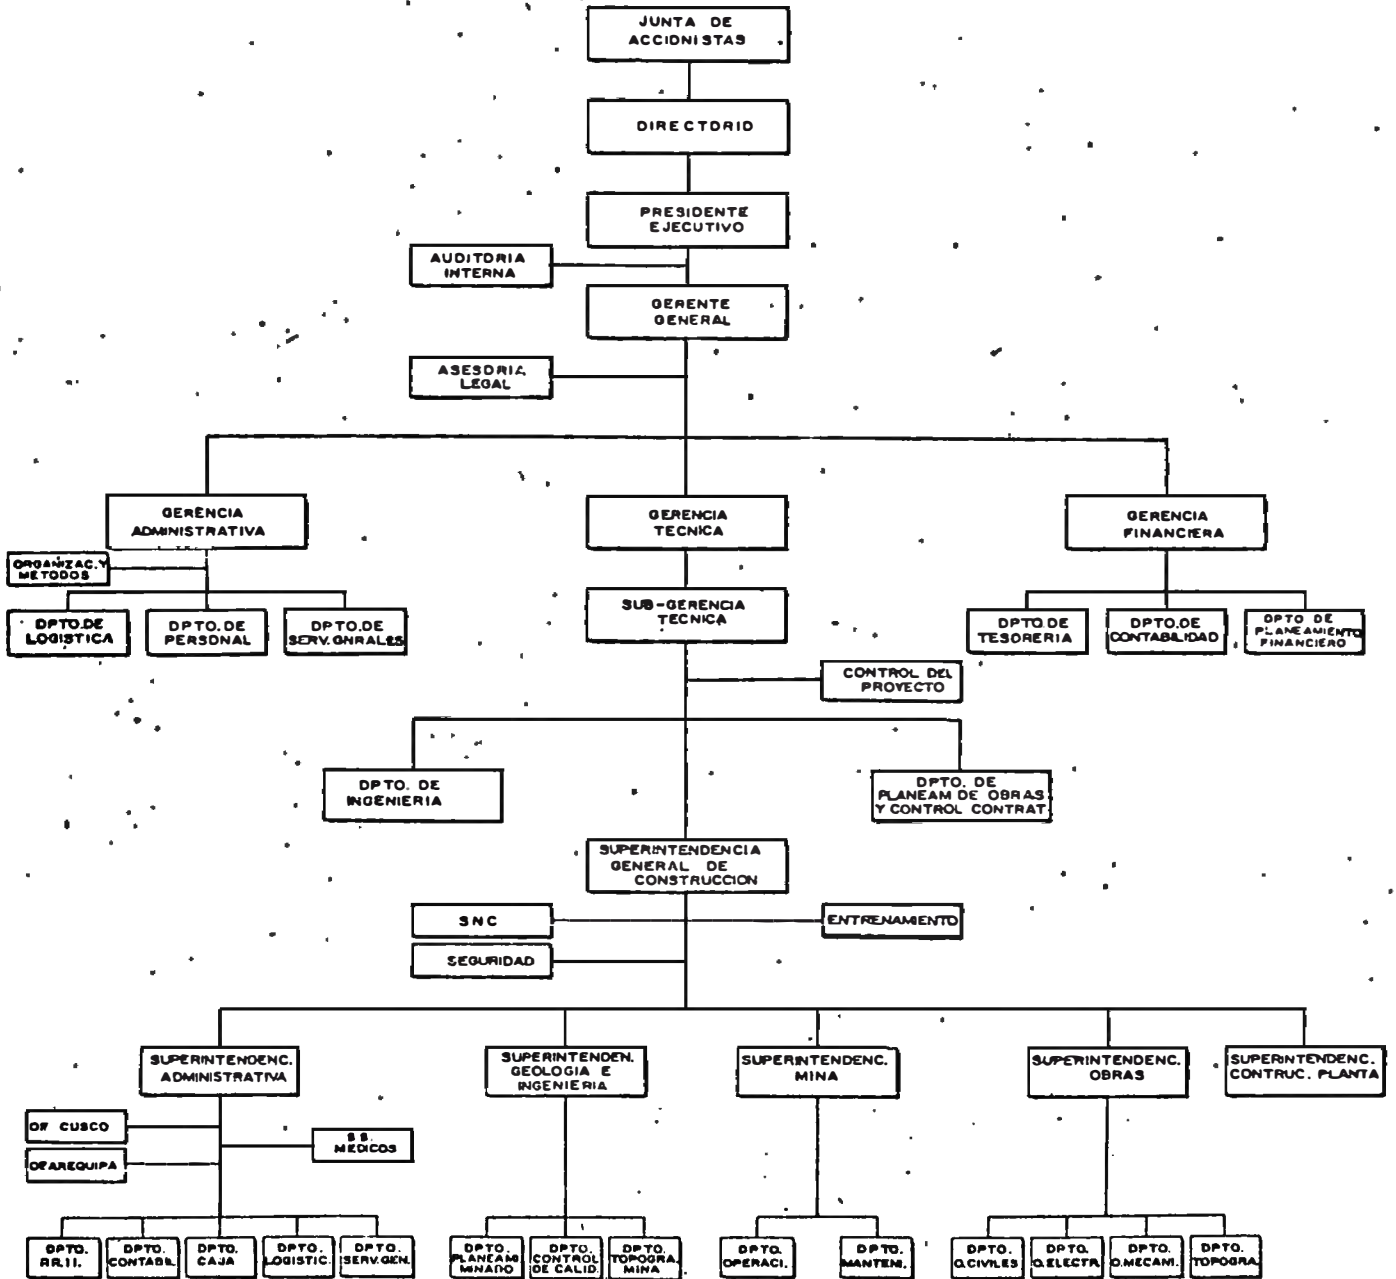 JUNTA DE
ACCIONISTAS
DIRECTORIO
PRESIDENTE
EJECUTIVO
AUDITORIA
INTERNA
GERENTE
GENERAL
ASESORIA
LEGAL
GERENCIA
ADMINISTRATIVA
GERENCIA
TECNICA
GERENCIA
FINANCIERA
ORGANIZAC. Y
METODOS
SUB-GERENCIA
TECNICA
DPTO. DE
LOGISTICA
DPTO. DE
PERSONAL
DPTO. DE
SERV. GNRALES
DPTO. DE
TESORERIA
DPTO. DE
CONTABILIDAD
DPTO DE
PLANEAMIENTO
FINANCIERO
CONTROL DEL
PROYECTO
DPTO. DE
INGENIERIA
DPTO. DE
PLANEAM DE OBRAS
Y CONTROL CONTRAT
SUPERINTENDENCIA
GENERAL DE
CONSTRUCCION
SNC
ENTRENAMIENTO
SEGURIDAD
SUPERINTENDENC.
ADMINISTRATIVA
SUPERINTENDEN.
GEOLOGIA E
INGENIERIA
SUPERINTENDENC.
MINA
SUPERINTENDENC.
OBRAS
SUPERINTENDENC.
CONTRUC. PLANTA
OF CUSCO
SS.
MEDICOS
OF AREQUIPA
DPTO.
RR.II.
DPTO.
CONTABIL.
DPTO.
CAJA
DPTO.
LOGISTIC.
DPTO.
SERV.GEN.
DPTO.
PLANEAM
MINADO
DPTO.
CONTROL
DE CALID.
DPTO.
TOPOGRA.
MINA
DPTO.
OPERACI.
DPTO.
MANTENI.
DPTO.
O.CIVILES
DPTO.
O.ELECTR.
DPTO.
O.MECANI.
DPTO.
TOPOGRA.